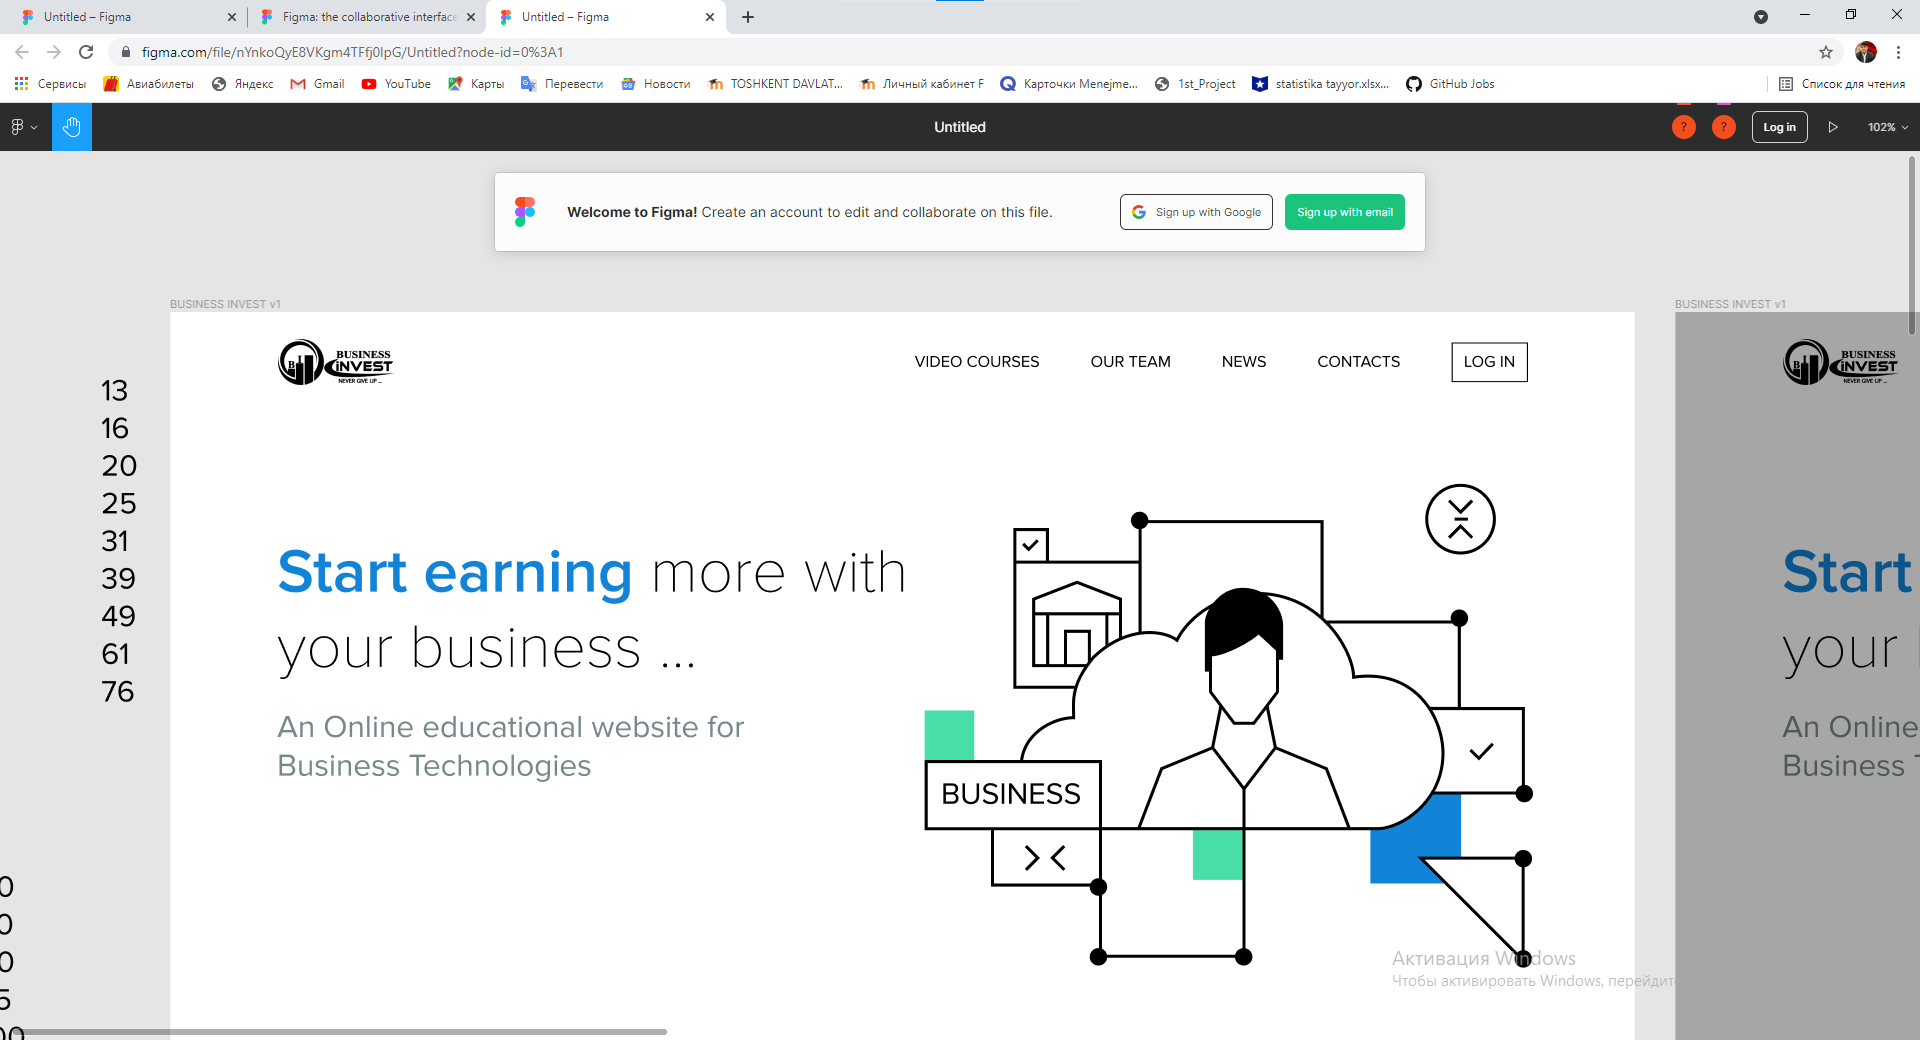 Untitled – Figma
Figma: the collaborative interface
Untitled – Figma
figma.com/file/nYnkoQyE8VKgm4TFfj0lpG/Untitled?node-id=0%3A1
Сервисы
Авиабилеты
Яндекс
Gmail
YouTube
Карты
Перевести
Новости
TOSHKENT DAVLAT...
Личный кабинет F
Карточки Menejme...
1st_Project
statistika tayyor.xlsx...
GitHub Jobs
Список для чтения
Untitled
?
?
Log in
102%
Welcome to Figma! Create an account to edit and collaborate on this file.
Sign up with Google
Sign up with email
BUSINESS INVEST v1
BUSINESS INVEST v1
BUSINESS
INVEST
NEVER GIVE UP ...
VIDEO COURSES
OUR TEAM
NEWS
CONTACTS
LOG IN
BUSINESS
INVEST
NEVER GIVE UP ...
13
16
20
25
31
39
49
61
76
Start earning more with
your business ...
An Online educational website for
Business Technologies
BUSINESS
Start
your
An Online
Business
Активация Windows
Чтобы активировать Windows, перейдит
0
0
0
5
00